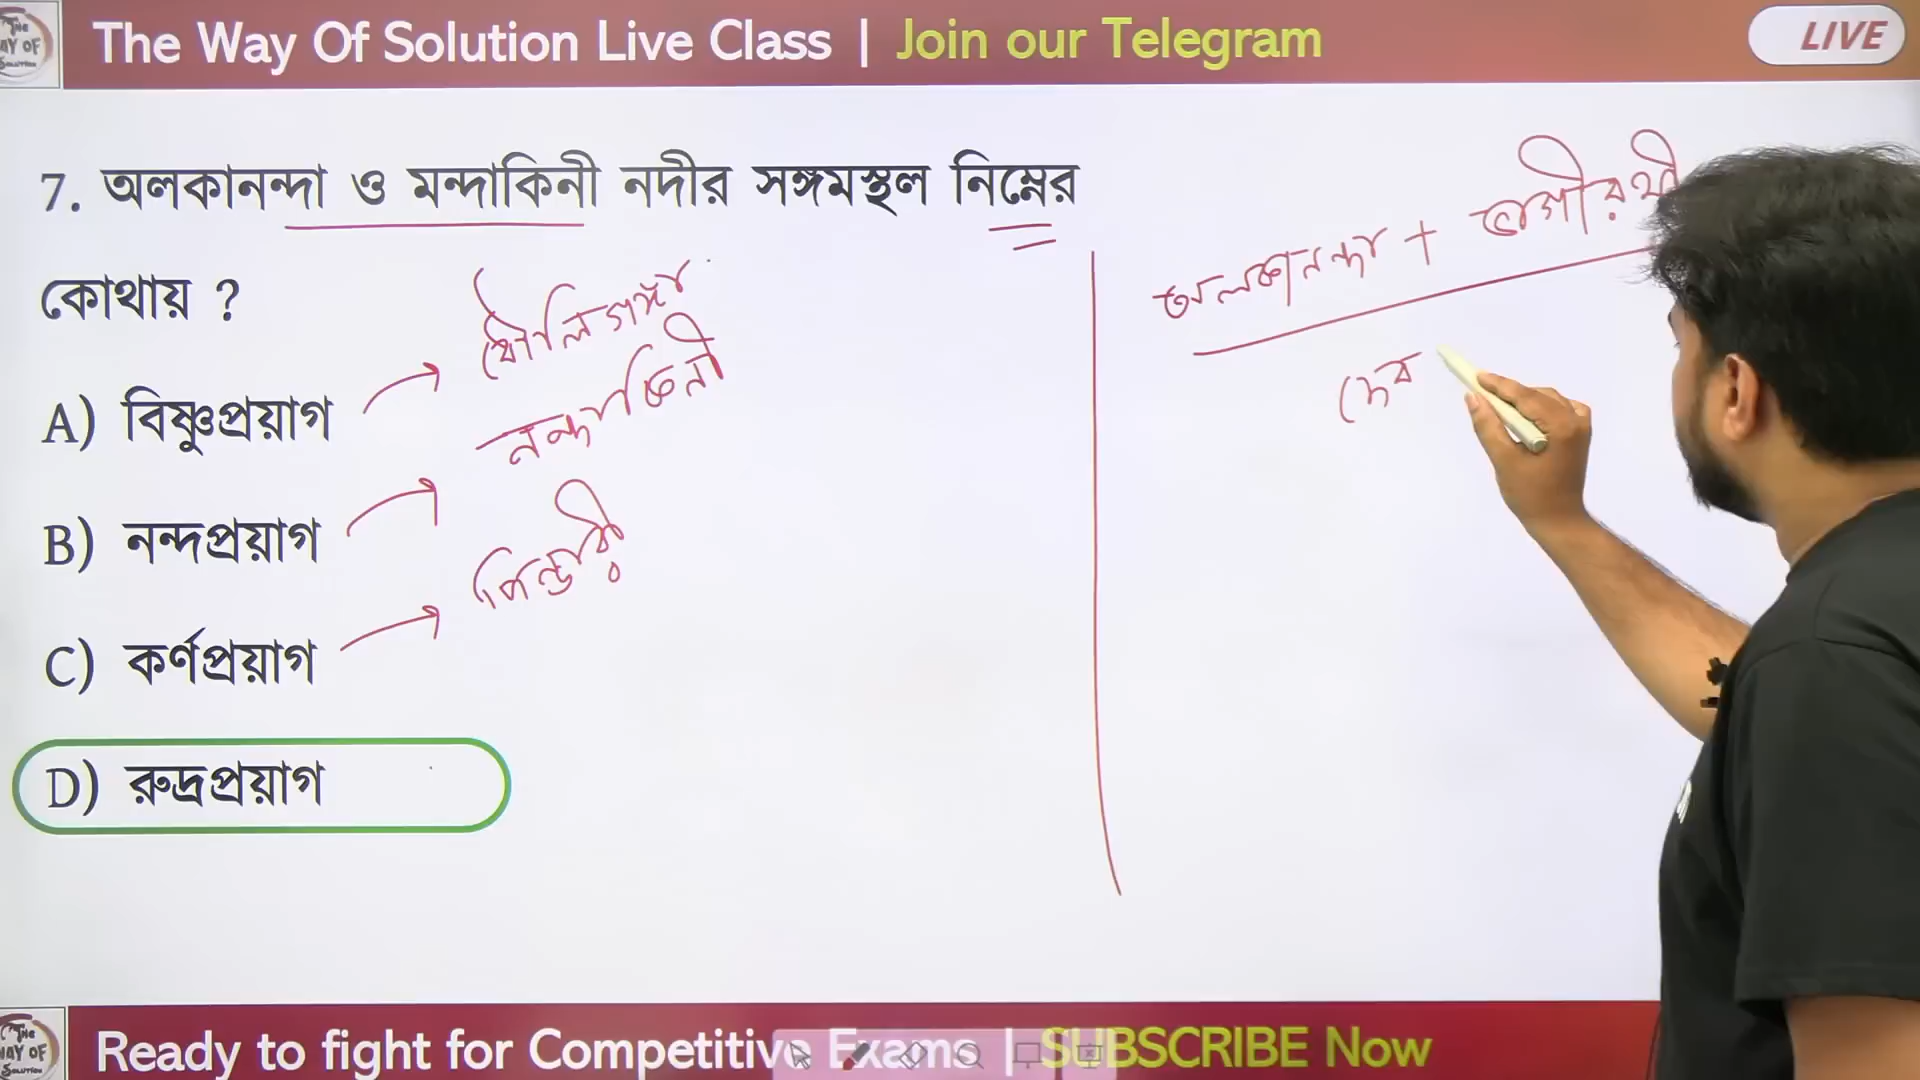 The Way Of Solution Live Class | Join our Telegram
LIVE
7. অলকানন্দা ও মন্দাকিনী নদীর সঙ্গমস্থল নিম্নের
কোথায় ?
A) বিষ্ণুপ্রয়াগ
ধৌলিগঙ্গা
B) নন্দপ্রয়াগ
নন্দাকিনী
C) কর্ণপ্রয়াগ
পিন্ডার
D) রুদ্রপ্রয়াগ
অলকানন্দা + ভাগীরথী
দেব
Ready to fight for Competitive Exams | SUBSCRIBE Now